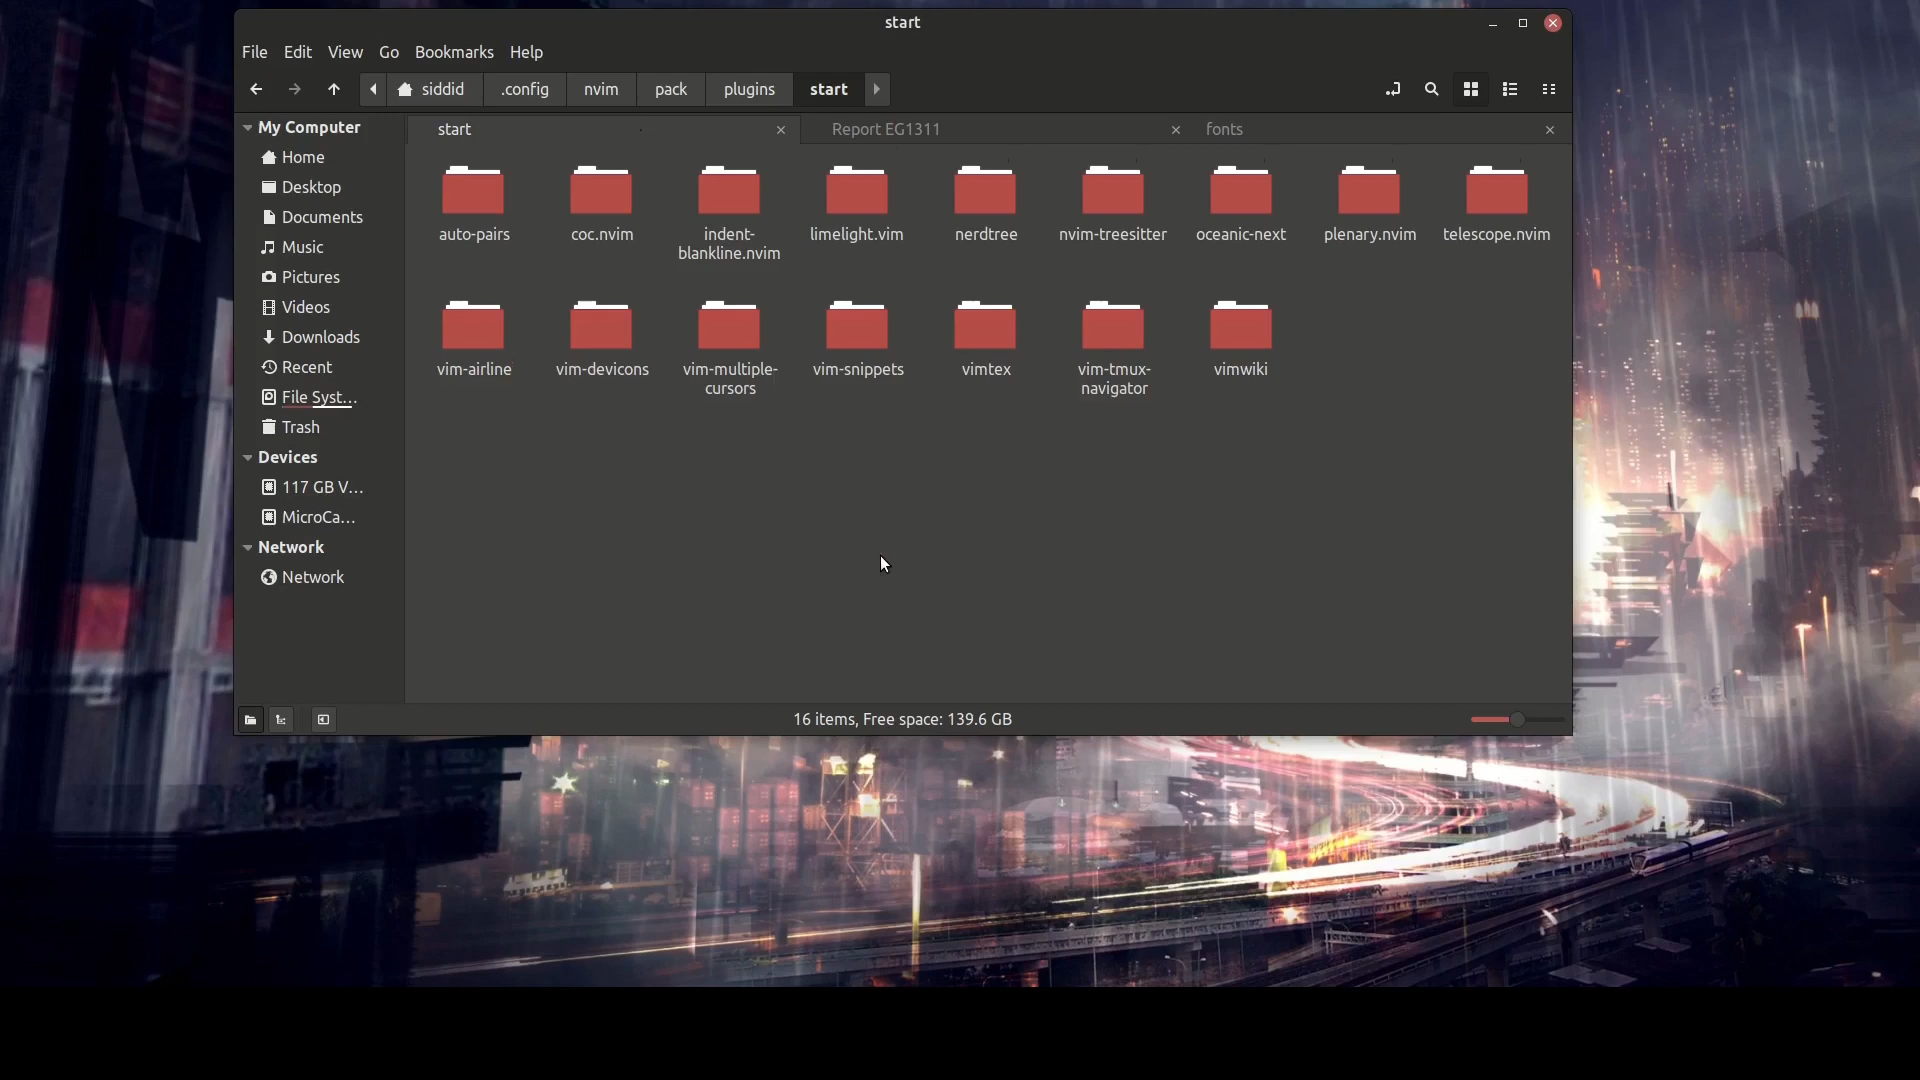 start
File Edit View Go Bookmarks Help
siddid .config nvim pack plugins start
My Computer
Home
Desktop
Documents
Music
Pictures
Videos
Downloads
Recent
File Syst...
Trash
Devices
117 GB V...
MicroCa...
Network
Network
start Report EG1311 fonts
auto-pairs coc.nvim indent-blankline.nvim limelight.vim nerdtree nvim-treesitter oceanic-next plenary.nvim telescope.nvim
vim-airline vim-devicons vim-multiple-cursors vim-snippets vimtex vim-tmux-navigator vimwiki
16 items, Free space: 139.6 GB